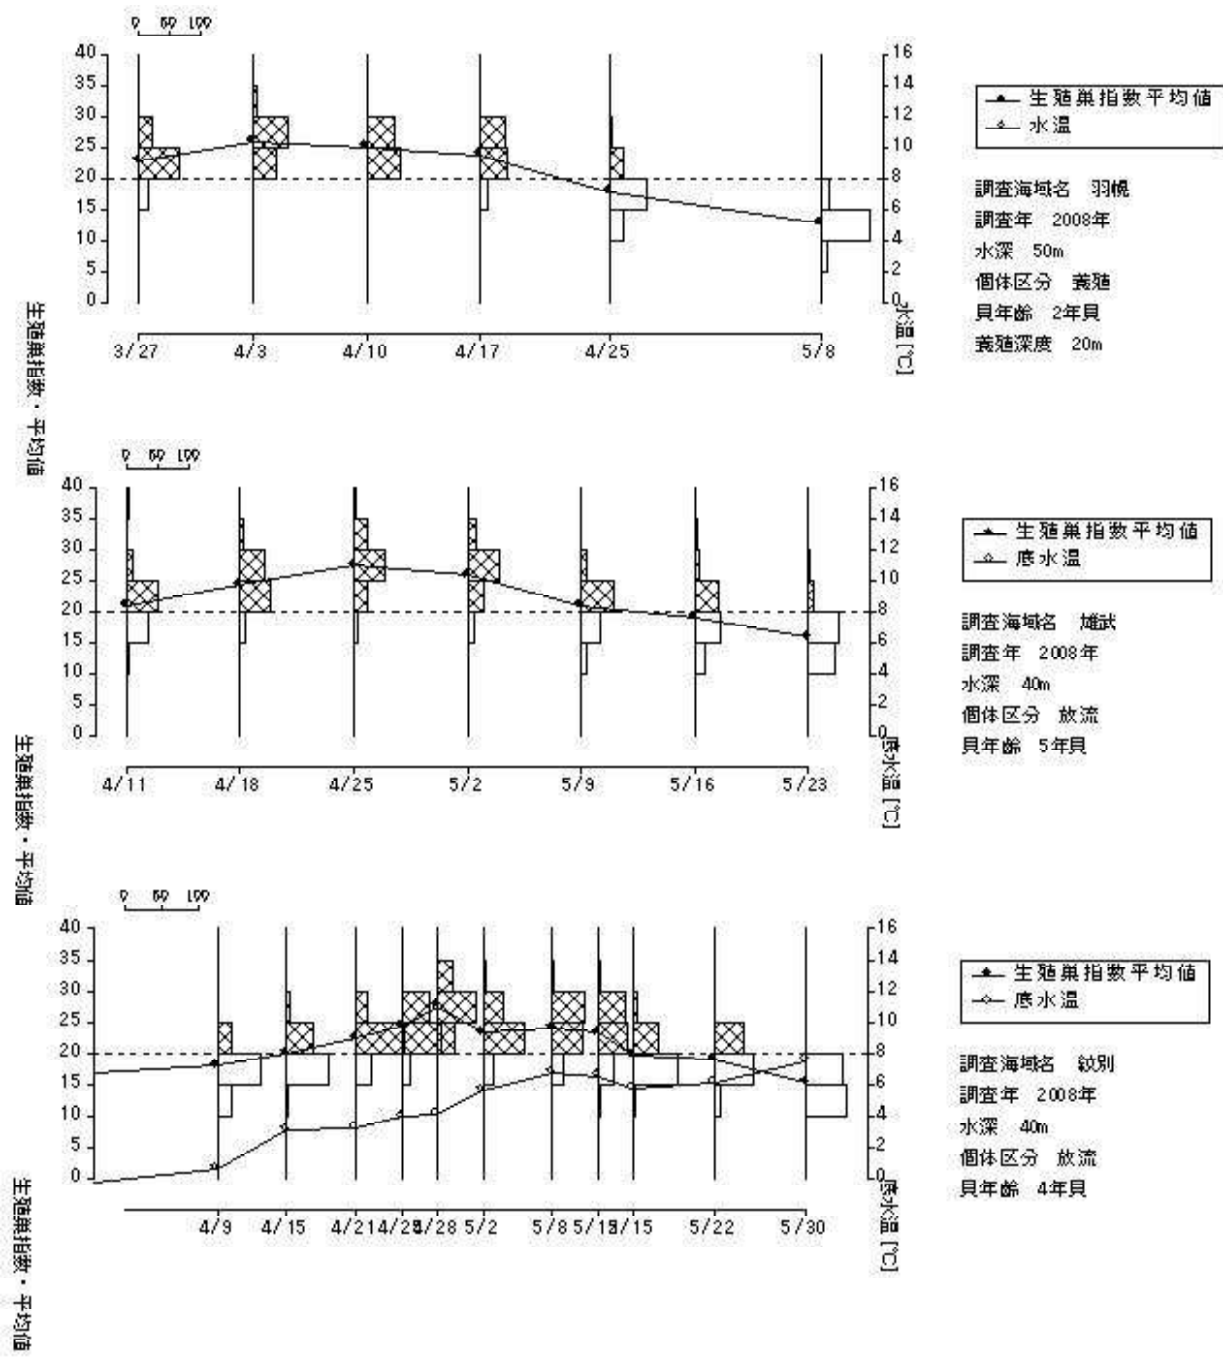 0 50 100
40
35
30
25
20
15
10
5
0
16
14
12
10
8
6
4
2
0
3/27 4/3 4/10 4/17 4/25 5/8
生殖巣指数・平均値
水温 [℃]
生殖巣指数平均値
水温
調査海域名 羽幌
調査年 2008年
水深 50m
個体区分 養殖
貝年齢 2年貝
養殖深度 20m
0 50 100
40
35
30
25
20
15
10
5
0
16
14
12
10
8
6
4
2
0
4/11 4/18 4/25 5/2 5/9 5/16 5/23
生殖巣指数・平均値
底水温 [℃]
生殖巣指数平均値
底水温
調査海域名 雄武
調査年 2008年
水深 40m
個体区分 放流
貝年齢 5年貝
0 50 100
40
35
30
25
20
15
10
5
0
16
14
12
10
8
6
4
2
0
4/9 4/15 4/21 4/28 5/2 5/8 5/15 5/22 5/30
生殖巣指数・平均値
底水温 [℃]
生殖巣指数平均値
底水温
調査海域名 紋別
調査年 2008年
水深 40m
個体区分 放流
貝年齢 4年貝